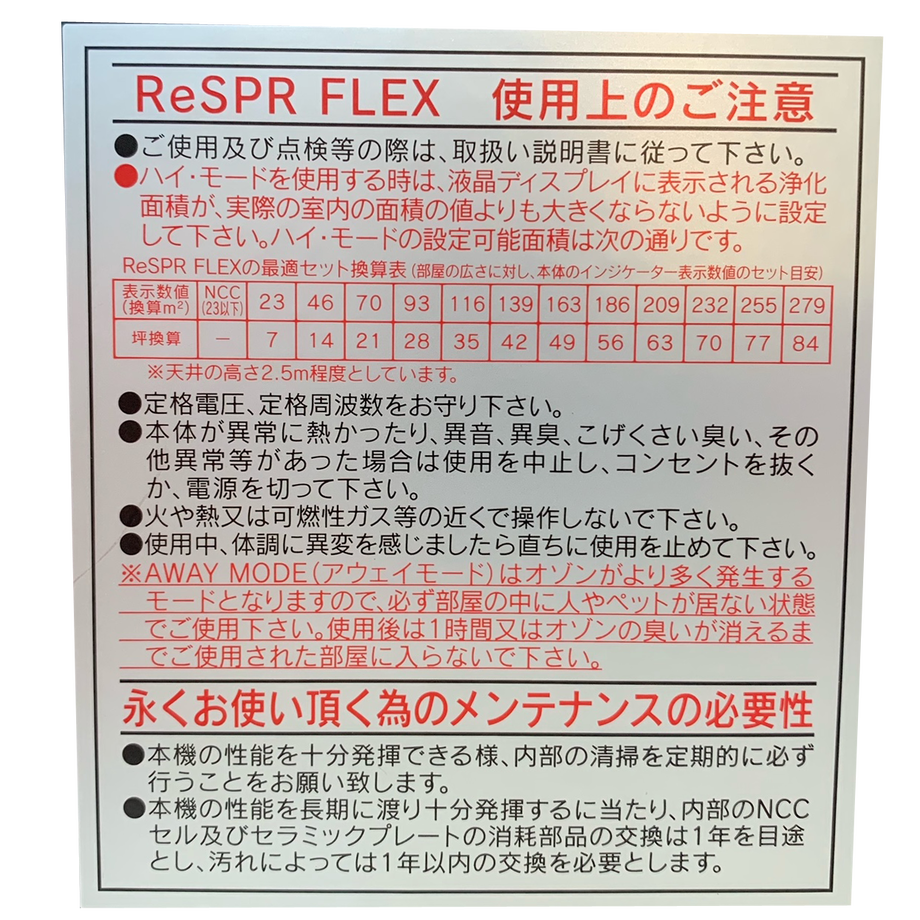 ReSPR FLEX 使用上のご注意
●ご使用及び点検等の際は、取扱い説明書に従って下さい。
●ハイ・モードを使用する時は、液晶ディスプレイに表示される浄化
面積が、実際の室内の面積の値よりも大きくならないように設定
して下さい。ハイ・モードの設定可能面積は次の通りです。
ReSPR FLEXの最適セット換算表(部屋の広さに対し、本体のインジケーター表示数値のセット目安)
表示数値(換算m²) NCC(23以下) 23 46 70 93 116 139 163 186 209 232 255 279
坪換算 — 7 14 21 28 35 42 49 56 63 70 77 84
※天井の高さ2.5m程度としています。
●定格電圧、定格周波数をお守り下さい。
●本体が異常に熱かったり、異音、異臭、こげくさい臭い、その
他異常等があった場合は使用を中止し、コンセントを抜く
か、電源を切って下さい。
●火や熱又は可燃性ガス等の近くで操作しないで下さい。
●使用中、体調に異変を感じましたら直ちに使用を止めて下さい。
※AWAY MODE(アウェイモード)はオゾンがより多く発生する
モードとなりますので、必ず部屋の中に人やペットが居ない状態
でご使用下さい。使用後は1時間又はオゾンの臭いが消えるま
でご使用された部屋に入らないで下さい。
永くお使い頂く為のメンテナンスの必要性
●本機の性能を十分発揮できる様、内部の清掃を定期的に必ず
行うことをお願い致します。
●本機の性能を長期に渡り十分発揮するに当たり、内部のNCC
セル及びセラミックプレートの消耗部品の交換は1年を目途
とし、汚れによっては1年以内の交換を必要とします。